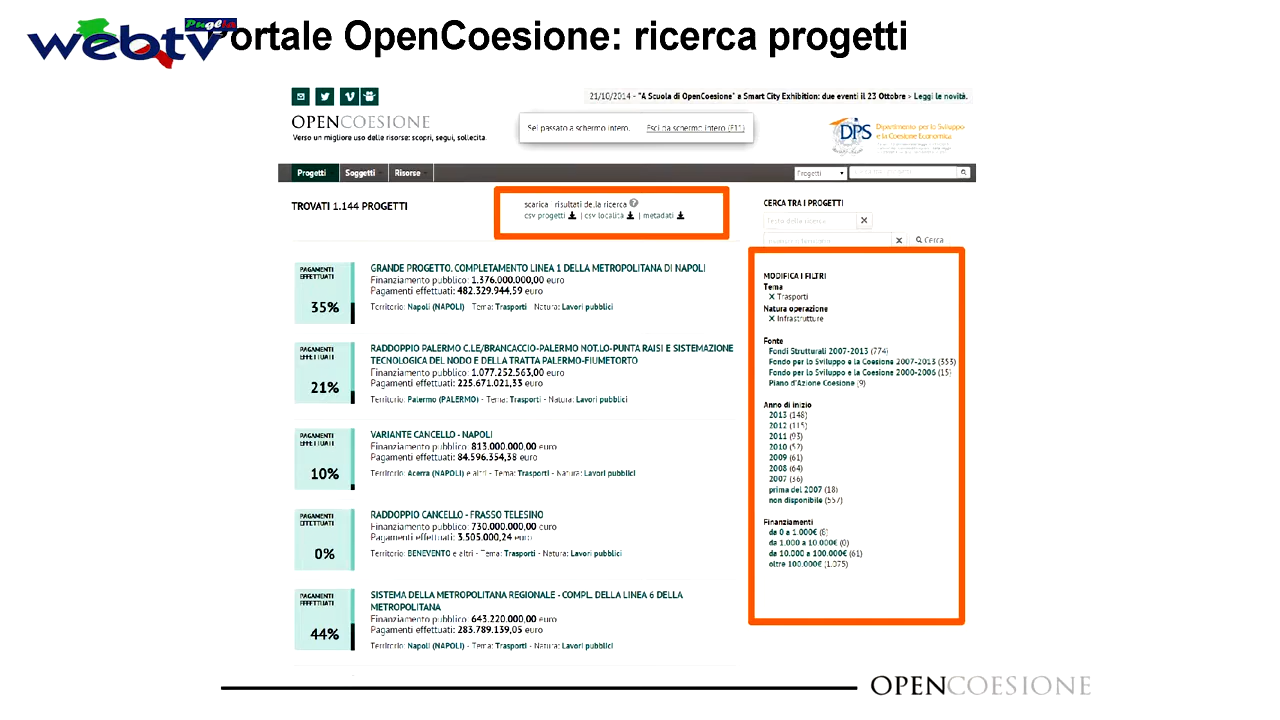 Puglia
webtv
Portale OpenCoesione: ricerca progetti
21/10/2014 - "A Scuola di OpenCoesione" a Smart City Exhibition: due eventi il 23 Ottobre > Leggi le novità.
OPENCOESIONE
Verso un migliore uso delle risorse: scopri, segui, sollecita.
Sei passato a schermo intero. Esci da schermo intero (F11)
DPS Dipartimento per lo Sviluppo
e la Coesione Economica
Progetti Soggetti Risorse
Progetti
TROVATI 1.144 PROGETTI
scarica i risultati della ricerca ?
csv progetti | csv località | metadati
CERCA TRA I PROGETTI
Cerca
PAGAMENTI
EFFETTUATI
35%
GRANDE PROGETTO. COMPLETAMENTO LINEA 1 DELLA METROPOLITANA DI NAPOLI
Finanziamento pubblico: 1.376.000.000,00 euro
Pagamenti effettuati: 482.329.944,59 euro
Territorio: Napoli (NAPOLI) - Tema: Trasporti - Natura: Lavori pubblici
PAGAMENTI
EFFETTUATI
21%
RADDOPPIO PALERMO C.LE/BRANCACCIO-PALERMO NOT.LO-PUNTA RAISI E SISTEMAZIONE
TECNOLOGICA DEL NODO E DELLA TRATTA PALERMO-FIUMETORTO
Finanziamento pubblico: 1.077.252.563,00 euro
Pagamenti effettuati: 225.671.021,33 euro
Territorio: Palermo (PALERMO) - Tema: Trasporti - Natura: Lavori pubblici
PAGAMENTI
EFFETTUATI
10%
VARIANTE CANCELLO - NAPOLI
Finanziamento pubblico: 813.000.000,00 euro
Pagamenti effettuati: 84.596.354,38 euro
Territorio: Acerra (NAPOLI) e altri - Tema: Trasporti - Natura: Lavori pubblici
PAGAMENTI
EFFETTUATI
0%
RADDOPPIO CANCELLO - FRASSO TELESINO
Finanziamento pubblico: 730.000.000,00 euro
Pagamenti effettuati: 3.505.000,24 euro
Territorio: BENEVENTO e altri - Tema: Trasporti - Natura: Lavori pubblici
PAGAMENTI
EFFETTUATI
44%
SISTEMA DELLA METROPOLITANA REGIONALE - COMPL. DELLA LINEA 6 DELLA
METROPOLITANA
Finanziamento pubblico: 643.220.000,00 euro
Pagamenti effettuati: 283.789.139,05 euro
Territorio: Napoli (NAPOLI) - Tema: Trasporti - Natura: Lavori pubblici
MODIFICA I FILTRI
Tema
X Trasporti
Natura operazione
X Infrastrutture
Fonte
Fondi Strutturali 2007-2013 (774)
Fondo per lo Sviluppo e la Coesione 2007-2013 (353)
Fondo per lo Sviluppo e la Coesione 2000-2006 (15)
Piano d'Azione Coesione (9)
Anno di inizio
2013 (148)
2012 (115)
2011 (93)
2010 (52)
2009 (61)
2008 (64)
2007 (36)
prima del 2007 (18)
non disponibile (557)
Finanziamenti
da 0 a 1.000€ (8)
da 1.000 a 10.000€ (0)
da 10.000 a 100.000€ (61)
oltre 100.000€ (1.075)
OPENCOESIONE